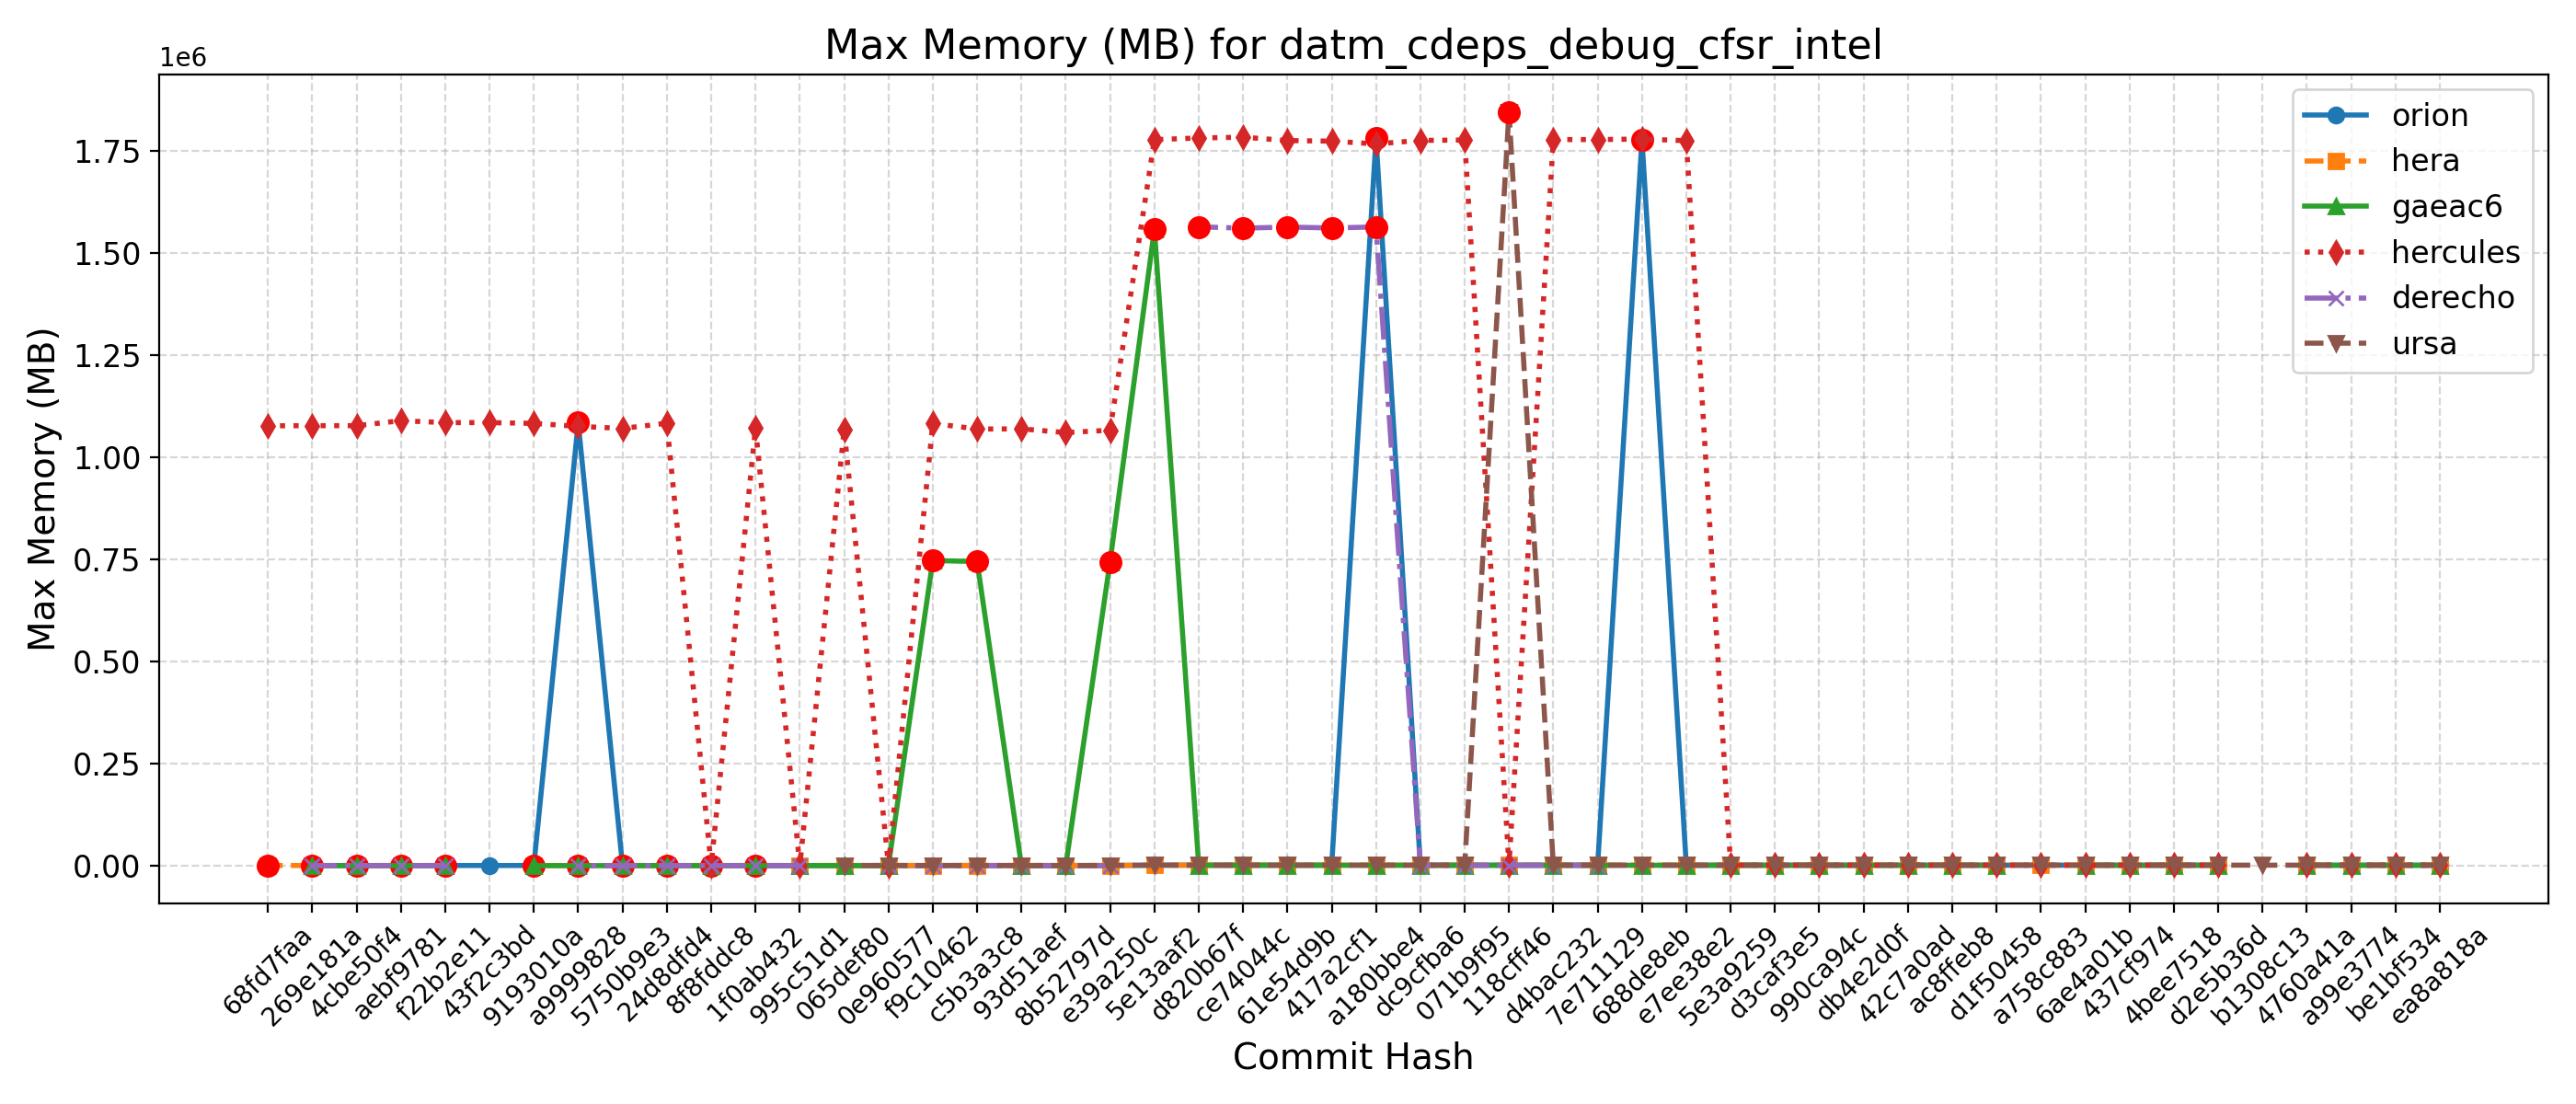 Max Memory (MB) for datm_cdeps_debug_cfsr_intel
1e6
Max Memory (MB)
1.75
1.50
1.25
1.00
0.75
0.50
0.25
0.00
orion
hera
gaeac6
hercules
derecho
ursa
68fd7faa
269e181a
4cbe50f4
aebf9781
f22b2e11
43f2c3bd
9193010a
a9999828
5750b9e3
24d8dfd4
8f8fddc8
1f0ab432
995c51d1
065def80
0e960577
f9c10462
c5b3a3c8
93d51aef
8b52797d
e39a250c
5e13aaf2
d820b67f
ce74044c
61e54d9b
417a2cf1
a180bbe4
dc9cfba6
071b9f95
118cff46
d4bac232
7e711129
688de8eb
e7ee38e2
5e3a9259
d3caf3e5
990ca94c
db4e2d0f
42c7a0ad
ac8ffeb8
d1f50458
a758c883
6ae4a01b
437cf974
4bee7518
d2e5b36d
b1308c13
4760a41a
a99e3774
be1bf534
ea8a818a
Commit Hash